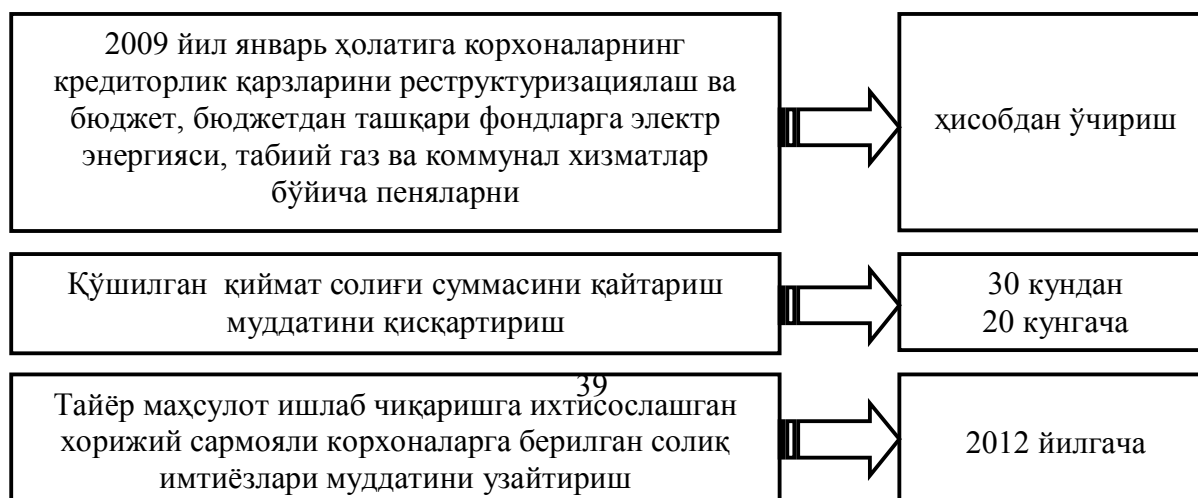 2009 йил январь ҳолатига корхоналарнинг
кредиторлик қарзларини реструктуризациялаш ва
бюджет, бюджетдан ташқари фондларга электр
энергияси, табиий газ ва коммунал хизматлар
бўйича пеняларни
ҳисобдан ўчириш
Қўшилган қиймат солиғи суммасини қайтариш
муддатини қисқартириш
30 кундан
20 кунгача
39
Тайёр маҳсулот ишлаб чиқаришга ихтисослашган
хорижий сармояли корхоналарга берилган солиқ
имтиёзлари муддатини узайтириш
2012 йилгача